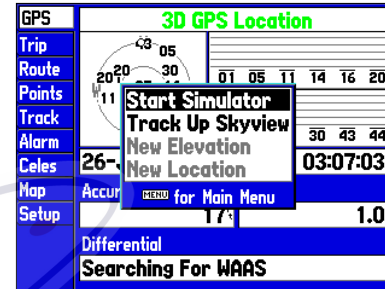 GPS
3D GPS Location
Trip
Route
Points
Track
Alarm
Celes
Map
Setup
05
20
30
20
11
01 05 11 14 16 20
30 43 44
Start Simulator
Track Up Skyview
New Elevation
New Location
MENU for Main Menu
26-
03:07:03
Accur
17
1.0
Differential
Searching For WAAS